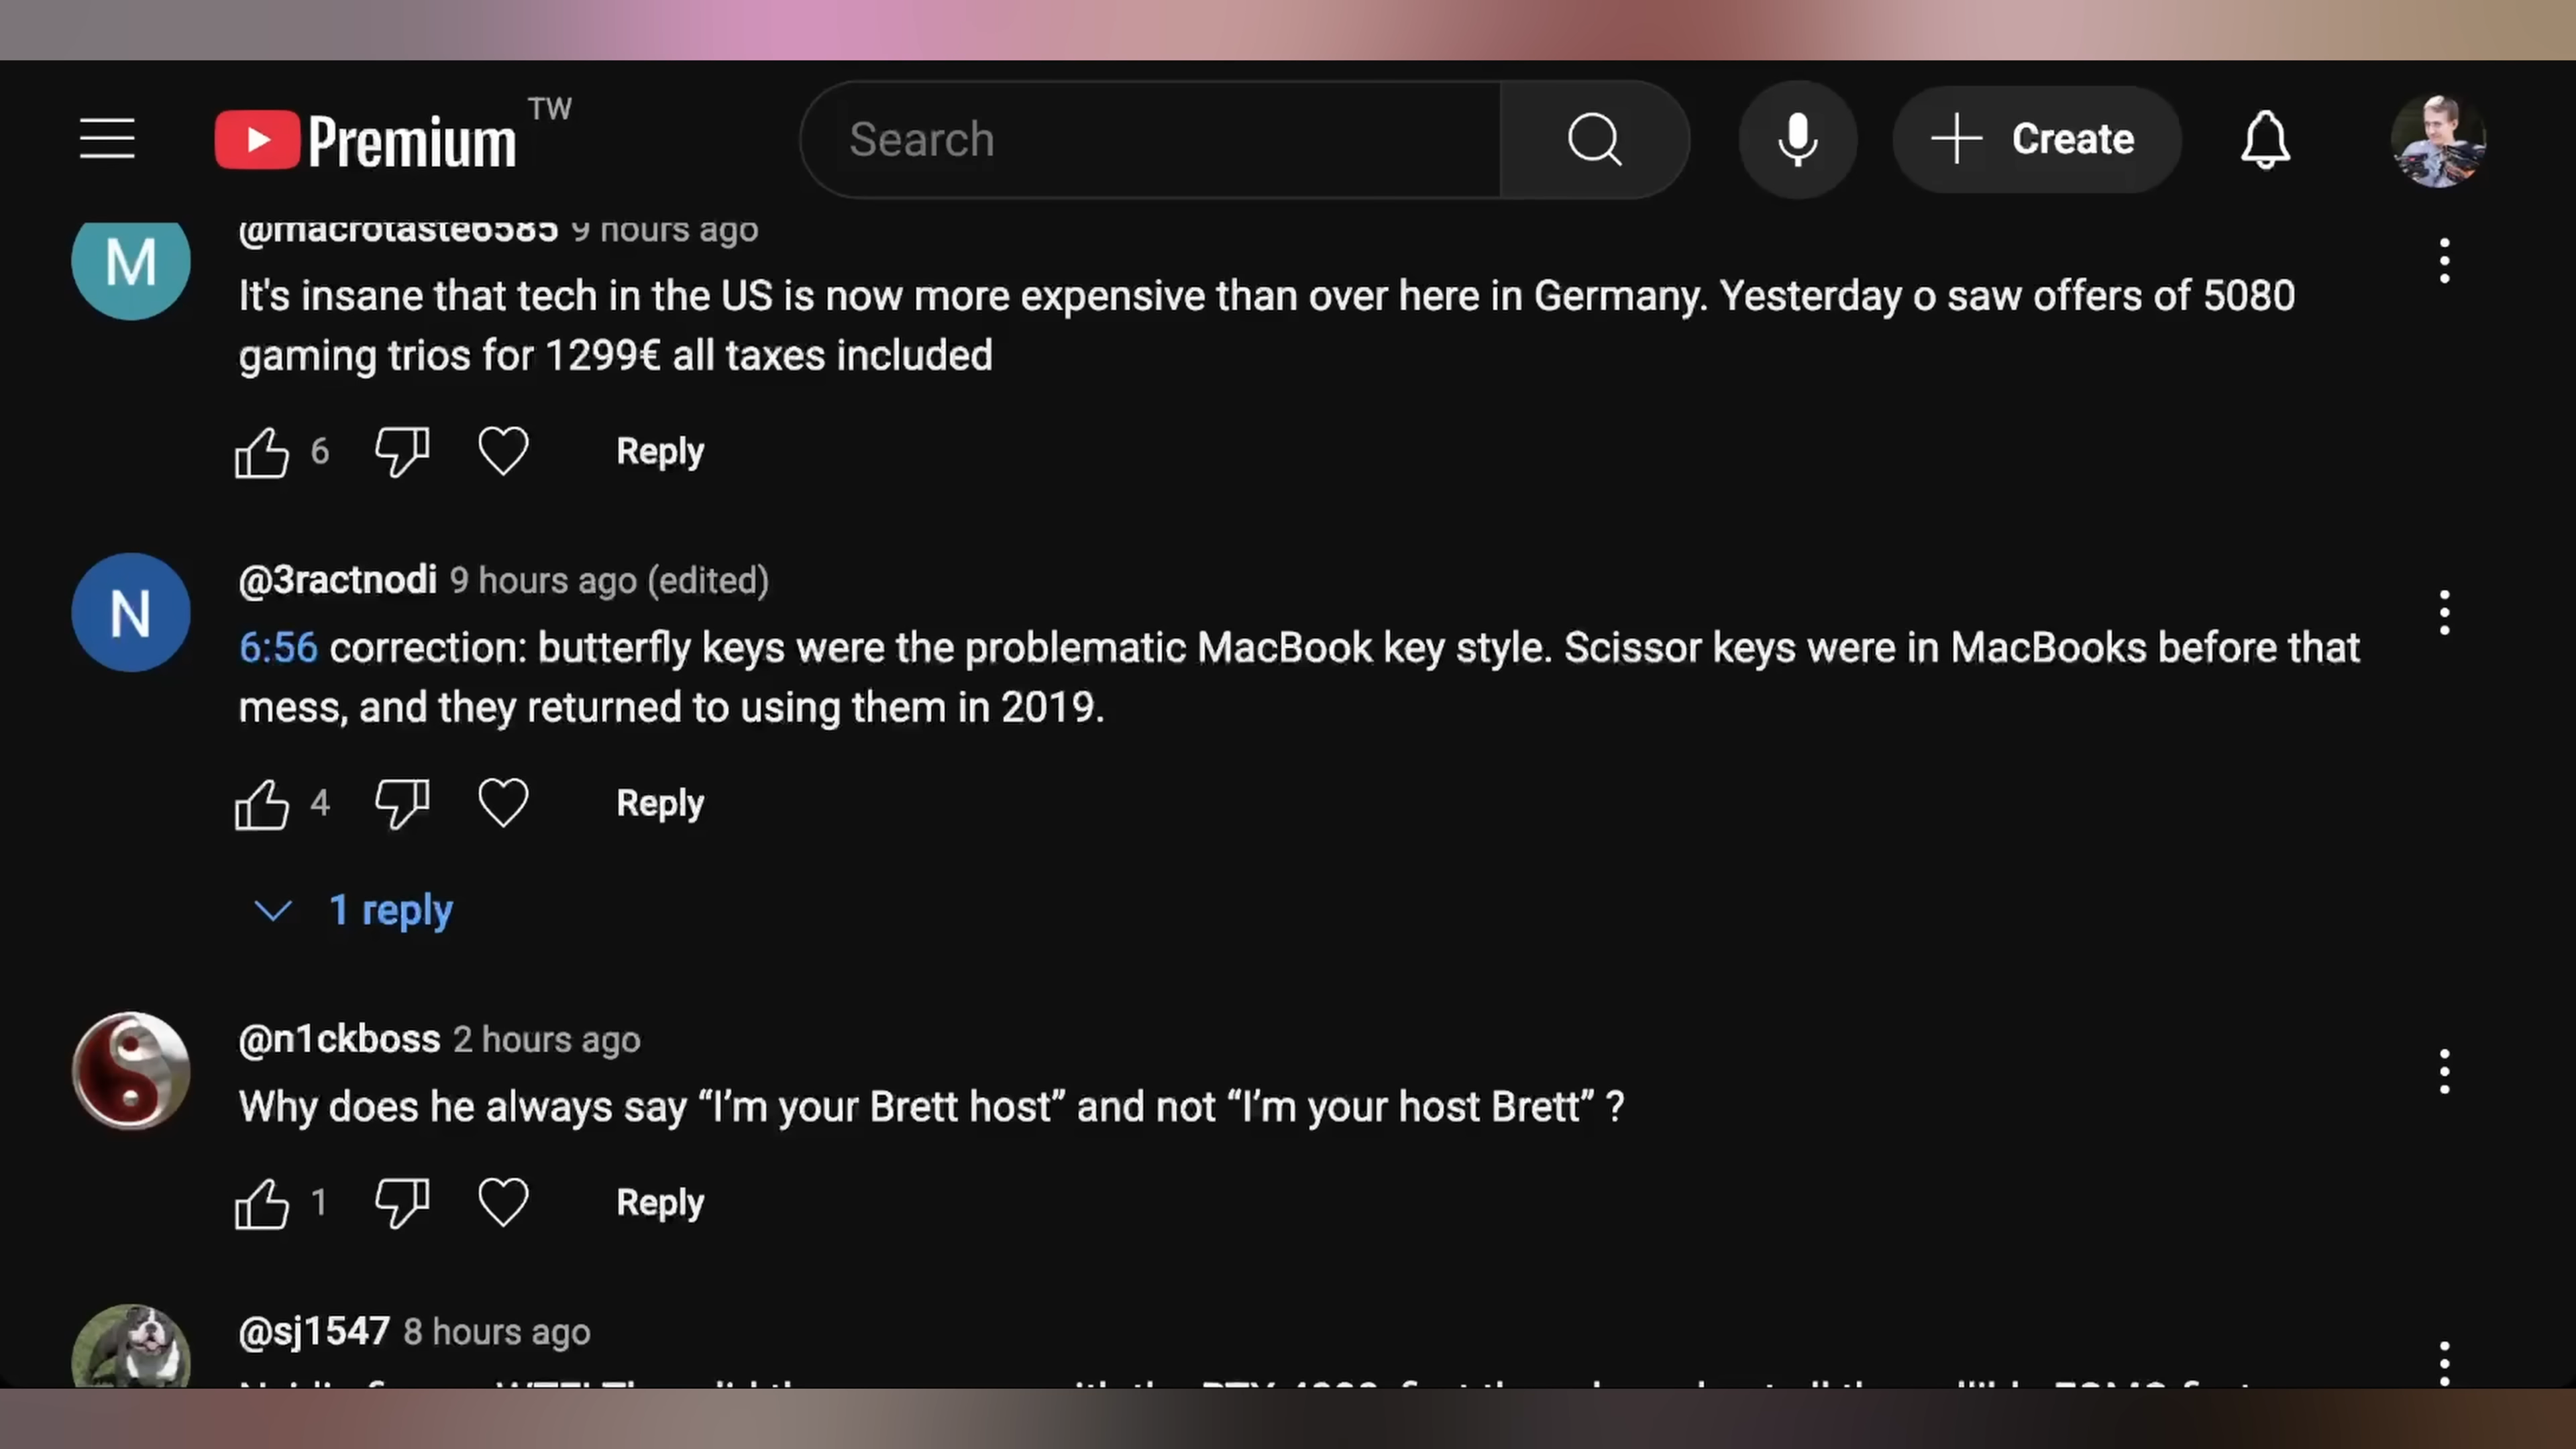 Premium TW
Search
Create
M
@macrotaste6585 9 hours ago
It's insane that tech in the US is now more expensive than over here in Germany. Yesterday o saw offers of 5080
gaming trios for 1299€ all taxes included
6 Reply
N
@3ractnodi 9 hours ago (edited)
6:56 correction: butterfly keys were the problematic MacBook key style. Scissor keys were in MacBooks before that
mess, and they returned to using them in 2019.
4 Reply
1 reply
@n1ckboss 2 hours ago
Why does he always say “I’m your Brett host” and not “I’m your host Brett” ?
1 Reply
@sj1547 8 hours ago